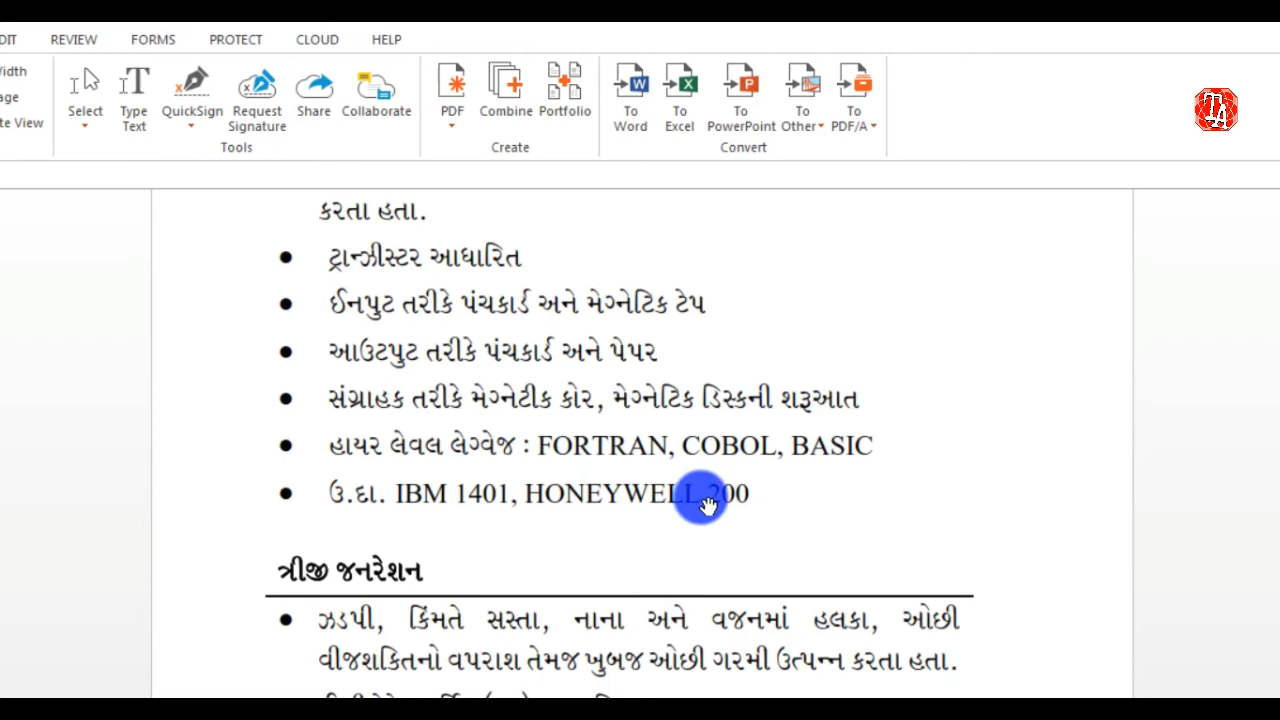 DIT REVIEW FORMS PROTECT CLOUD HELP
Select
Type Text
QuickSign
Request Signature
Share
Collaborate
Tools
PDF
Combine
Portfolio
Create
To Word
To Excel
To PowerPoint
To Other
To PDF/A
Convert
te View
TA
કરતા હતા.
● ટ્રાન્ઝીસ્ટર આધારિત
● ઈનપુટ તરીકે પંચકાર્ડ અને મેગ્નેટિક ટેપ
● આઉટપુટ તરીકે પંચકાર્ડ અને પેપર
● સંગ્રાહક તરીકે મેગ્નેટીક કોર, મેગ્નેટિક ડિસ્કની શરૂઆત
● હાયર લેવલ લેગ્વેજ : FORTRAN, COBOL, BASIC
● ઉ.દા. IBM 1401, HONEYWELL 200
ત્રીજી જનરેશન
● ઝડપી, કિંમતે સસ્તા, નાના અને વજનમાં હલકા, ઓછી
વીજશકિતનો વપરાશ તેમજ ખુબજ ઓછી ગરમી ઉત્પન્ન કરતા હતા.